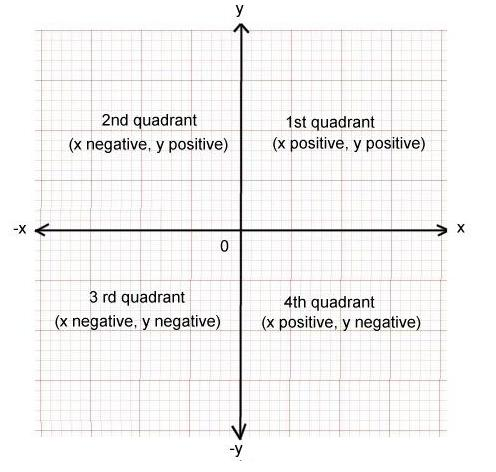 y
2nd quadrant
(x negative, y positive)
1st quadrant
(x positive, y positive)
-x
x
0
3 rd quadrant
(x negative, y negative)
4th quadrant
(x positive, y negative)
-y